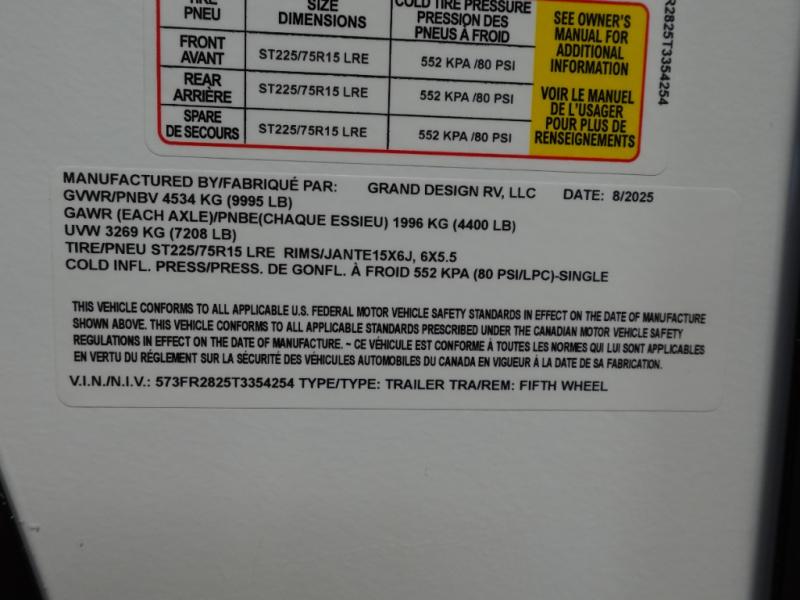 TIRE
PNEU
SIZE
DIMENSIONS
COLD TIRE PRESSURE
PRESSION DES
PNEUS À FROID
SEE OWNER'S
MANUAL FOR
ADDITIONAL
INFORMATION
VOIR LE MANUEL
DE L'USAGER
POUR PLUS DE
RENSEIGNEMENTS
FRONT
AVANT
ST225/75R15 LRE
552 KPA /80 PSI
REAR
ARRIÈRE
ST225/75R15 LRE
552 KPA /80 PSI
SPARE
DE SECOURS
ST225/75R15 LRE
552 KPA /80 PSI
R2825T3354254
MANUFACTURED BY/FABRIQUÉ PAR: GRAND DESIGN RV, LLC DATE: 8/2025
GVWR/PNBV 4534 KG (9995 LB)
GAWR (EACH AXLE)/PNBE(CHAQUE ESSIEU) 1996 KG (4400 LB)
UVW 3269 KG (7208 LB)
TIRE/PNEU ST225/75R15 LRE RIMS/JANTE15X6J, 6X5.5
COLD INFL. PRESS/PRESS. DE GONFL. À FROID 552 KPA (80 PSI/LPC)-SINGLE
THIS VEHICLE CONFORMS TO ALL APPLICABLE U.S. FEDERAL MOTOR VEHICLE SAFETY STANDARDS IN EFFECT ON THE DATE OF MANUFACTURE
SHOWN ABOVE. THIS VEHICLE CONFORMS TO ALL APPLICABLE STANDARDS PRESCRIBED UNDER THE CANADIAN MOTOR VEHICLE SAFETY
REGULATIONS IN EFFECT ON THE DATE OF MANUFACTURE. ~ CE VÉHICULE EST CONFORME À TOUTES LES NORMES QUI LUI SONT APPLICABLES
EN VERTU DU RÉGLEMENT SUR LA SÉCURITÉ DES VÉHICULES AUTOMOBILES DU CANADA EN VIGUEUR À LA DATE DE SA FABRICATION.
V.I.N./N.I.V.: 573FR2825T3354254 TYPE/TYPE: TRAILER TRA/REM: FIFTH WHEEL